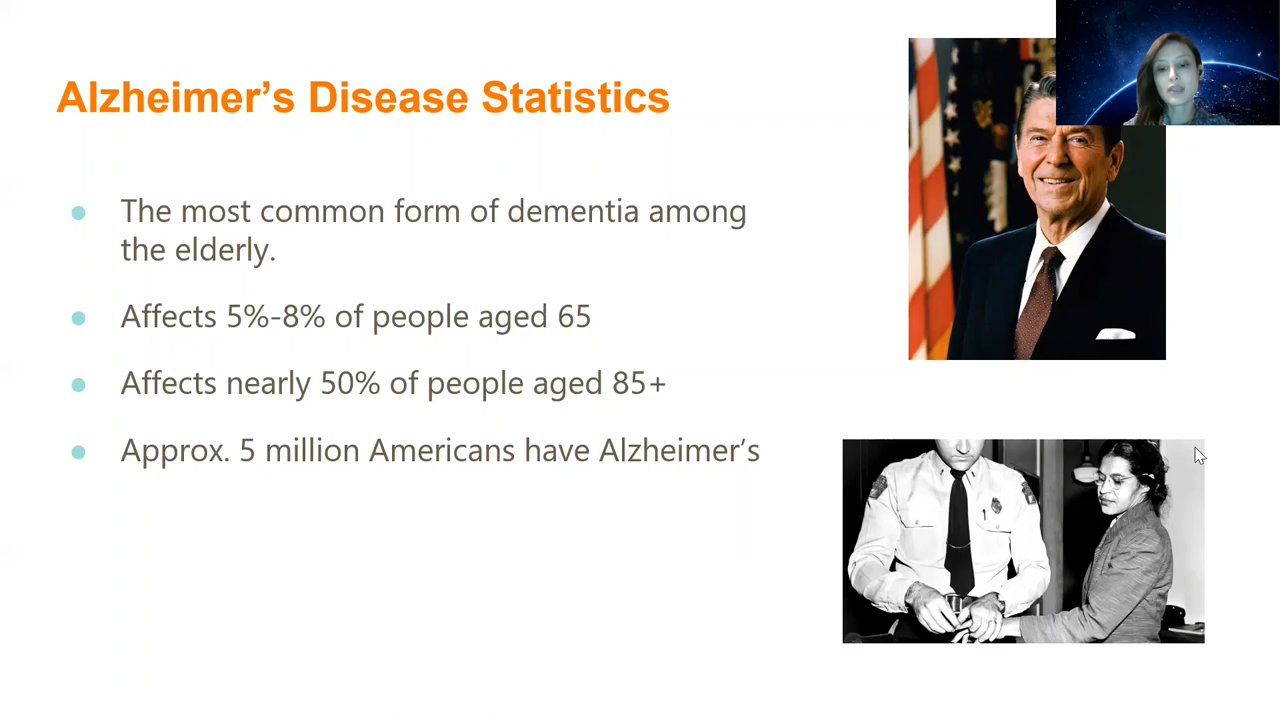 Alzheimer’s Disease Statistics
The most common form of dementia among
the elderly.
Affects 5%-8% of people aged 65
Affects nearly 50% of people aged 85+
Approx. 5 million Americans have Alzheimer’s